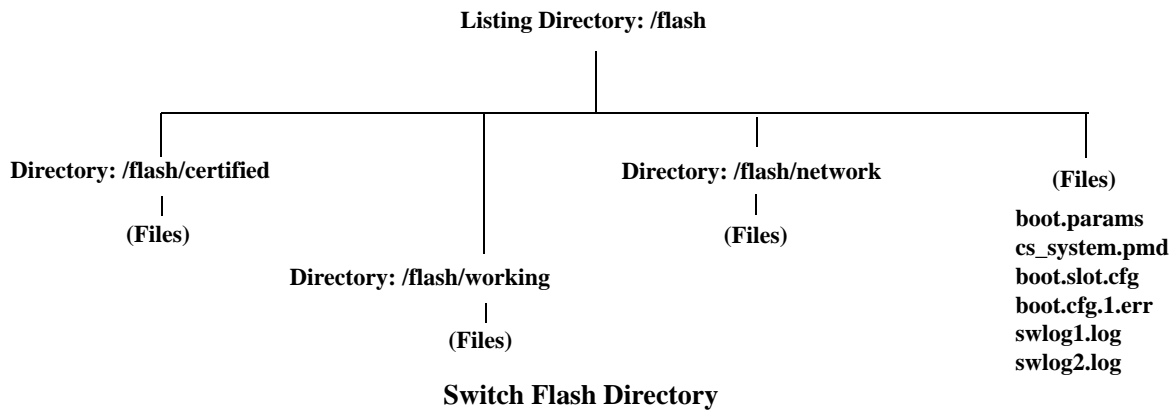 Listing Directory: /flash
Directory: /flash/certified
(Files)
Directory: /flash/working
(Files)
Directory: /flash/network
(Files)
(Files)
boot.params
cs_system.pmd
boot.slot.cfg
boot.cfg.1.err
swlog1.log
swlog2.log
Switch Flash Directory